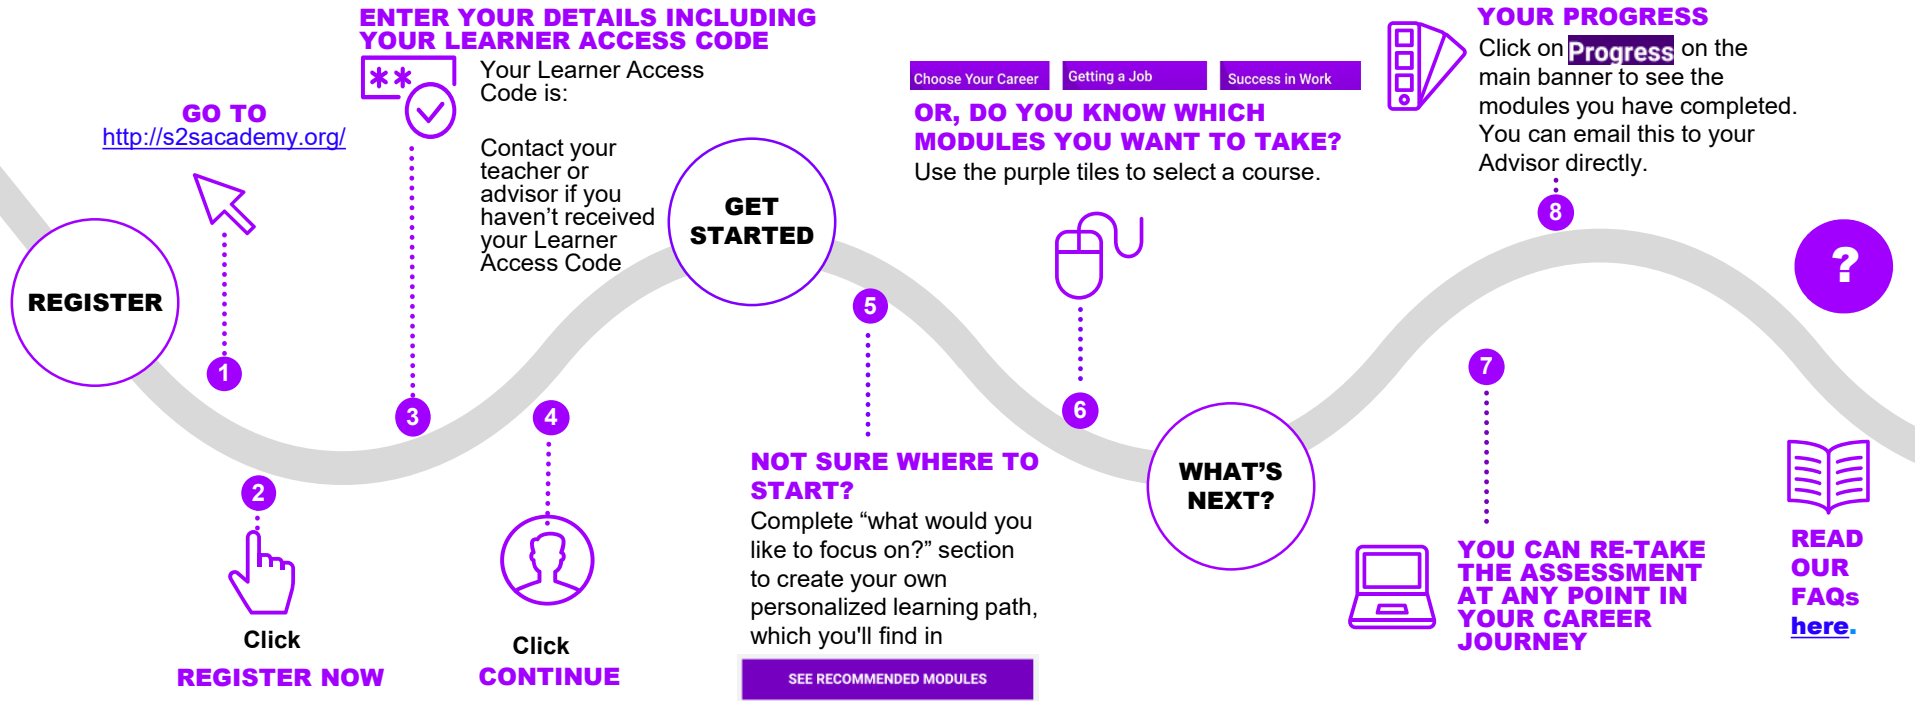 REGISTER
GO TO
http://s2sacademy.org/
1
2
Click
REGISTER NOW
ENTER YOUR DETAILS INCLUDING
YOUR LEARNER ACCESS CODE
**
Your Learner Access
Code is:
Contact your
teacher or
advisor if you
haven’t received
your Learner
Access Code
3
4
Click
CONTINUE
GET
STARTED
5
NOT SURE WHERE TO
START?
Complete “what would you
like to focus on?” section
to create your own
personalized learning path,
which you'll find in
SEE RECOMMENDED MODULES
Choose Your Career
Getting a Job
Success in Work
OR, DO YOU KNOW WHICH
MODULES YOU WANT TO TAKE?
Use the purple tiles to select a course.
6
WHAT’S
NEXT?
7
YOU CAN RE-TAKE
THE ASSESSMENT
AT ANY POINT IN
YOUR CAREER
JOURNEY
YOUR PROGRESS
Click on Progress on the
main banner to see the
modules you have completed.
You can email this to your
Advisor directly.
8
?
READ
OUR
FAQs
here.